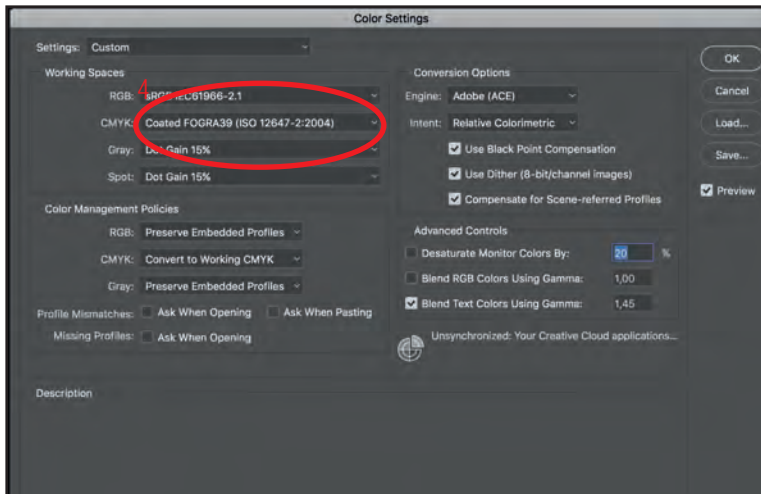 Color Settings
Settings: Custom
Working Spaces
4
RGB: sRGB IEC61966-2.1
CMYK: Coated FOGRA39 (ISO 12647-2:2004)
Gray: Dot Gain 15%
Spot: Dot Gain 15%
Color Management Policies
RGB: Preserve Embedded Profiles
CMYK: Convert to Working CMYK
Gray: Preserve Embedded Profiles
Profile Mismatches: Ask When Opening Ask When Pasting
Missing Profiles: Ask When Opening
Conversion Options
Engine: Adobe (ACE)
Intent: Relative Colorimetric
Use Black Point Compensation
Use Dither (8-bit/channel images)
Compensate for Scene-referred Profiles
Advanced Controls
Desaturate Monitor Colors By: 20 %
Blend RGB Colors Using Gamma: 1,00
Blend Text Colors Using Gamma: 1,45
Unsynchronized: Your Creative Cloud applications...
OK
Cancel
Load...
Save...
Preview
Description